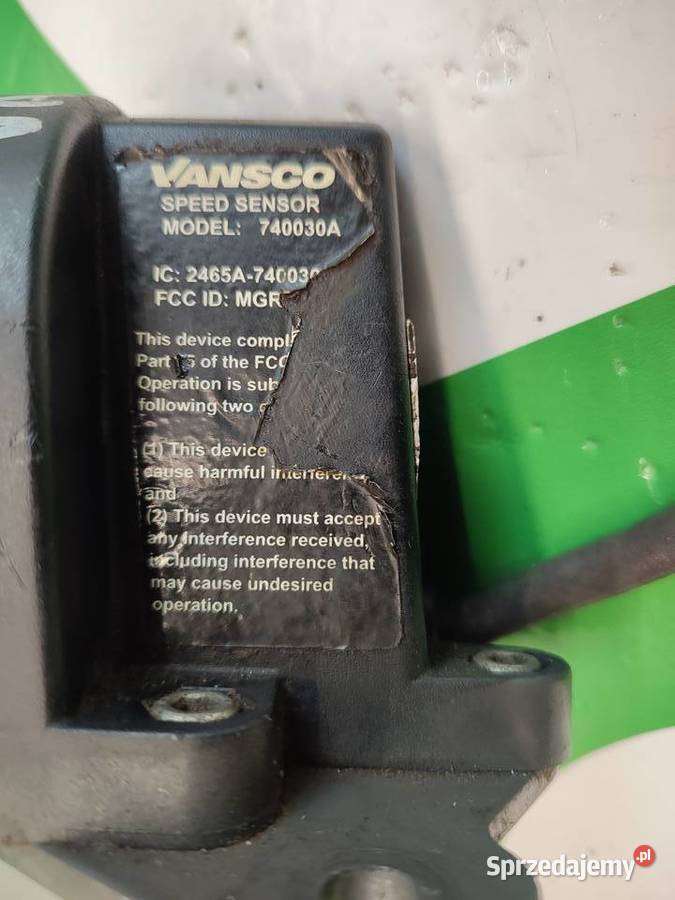 VANSCO
SPEED SENSOR
MODEL: 740030A
IC: 2465A-740030
FCC ID: MGR
This device compl
Part 15 of the FCC
Operation is sub
following two
(1) This device
cause harmful interference,
and
(2) This device must accept
any interference received,
including interference that
may cause undesired
operation.
Sprzedajemy.pl